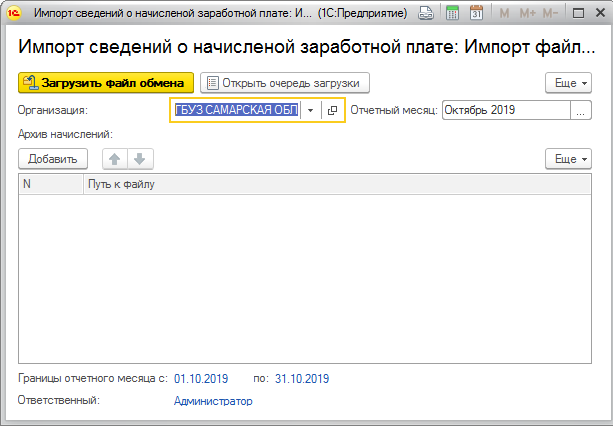 Импорт сведений о начисленой заработной плате: И... (1С:Предприятие)
31 M M+ M-
Импорт сведений о начисленой заработной плате: Импорт файл...
Загрузить файл обмена Открыть очередь загрузки Еще
Организация: ГБУЗ САМАРСКАЯ ОБЛ Отчетный месяц: Октябрь 2019 ...
Архив начислений:
Добавить Еще
N Путь к файлу
Границы отчетного месяца с: 01.10.2019 по: 31.10.2019
Ответственный: Администратор